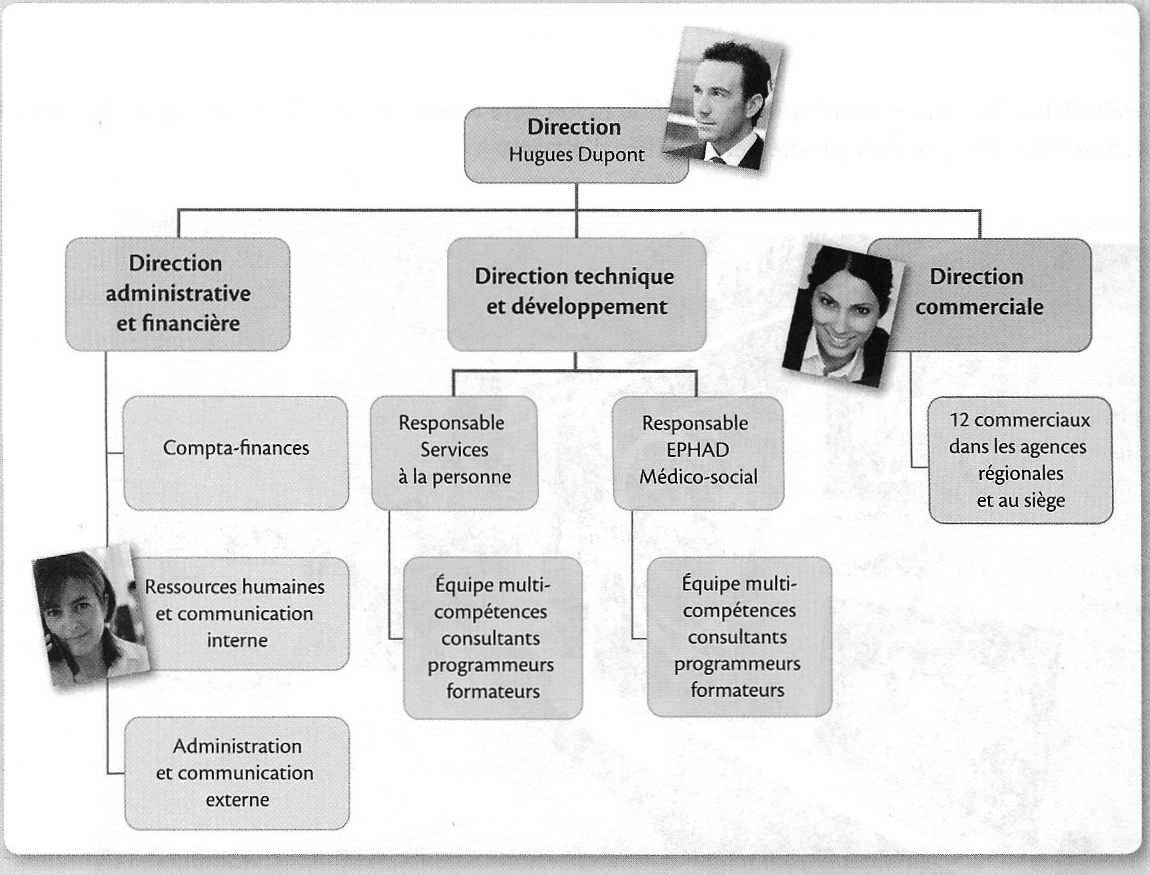 Direction
Hugues Dupont
Direction
administrative
et financière
Direction technique
et développement
Direction
commerciale
Compta-finances
Responsable
Services
à la personne
Responsable
EPHAD
Médico-social
12 commerciaux
dans les agences
régionales
et au siège
Ressources humaines
et communication
interne
Équipe multi-
compétences
consultants
programmeurs
formateurs
Équipe multi-
compétences
consultants
programmeurs
formateurs
Administration
et communication
externe